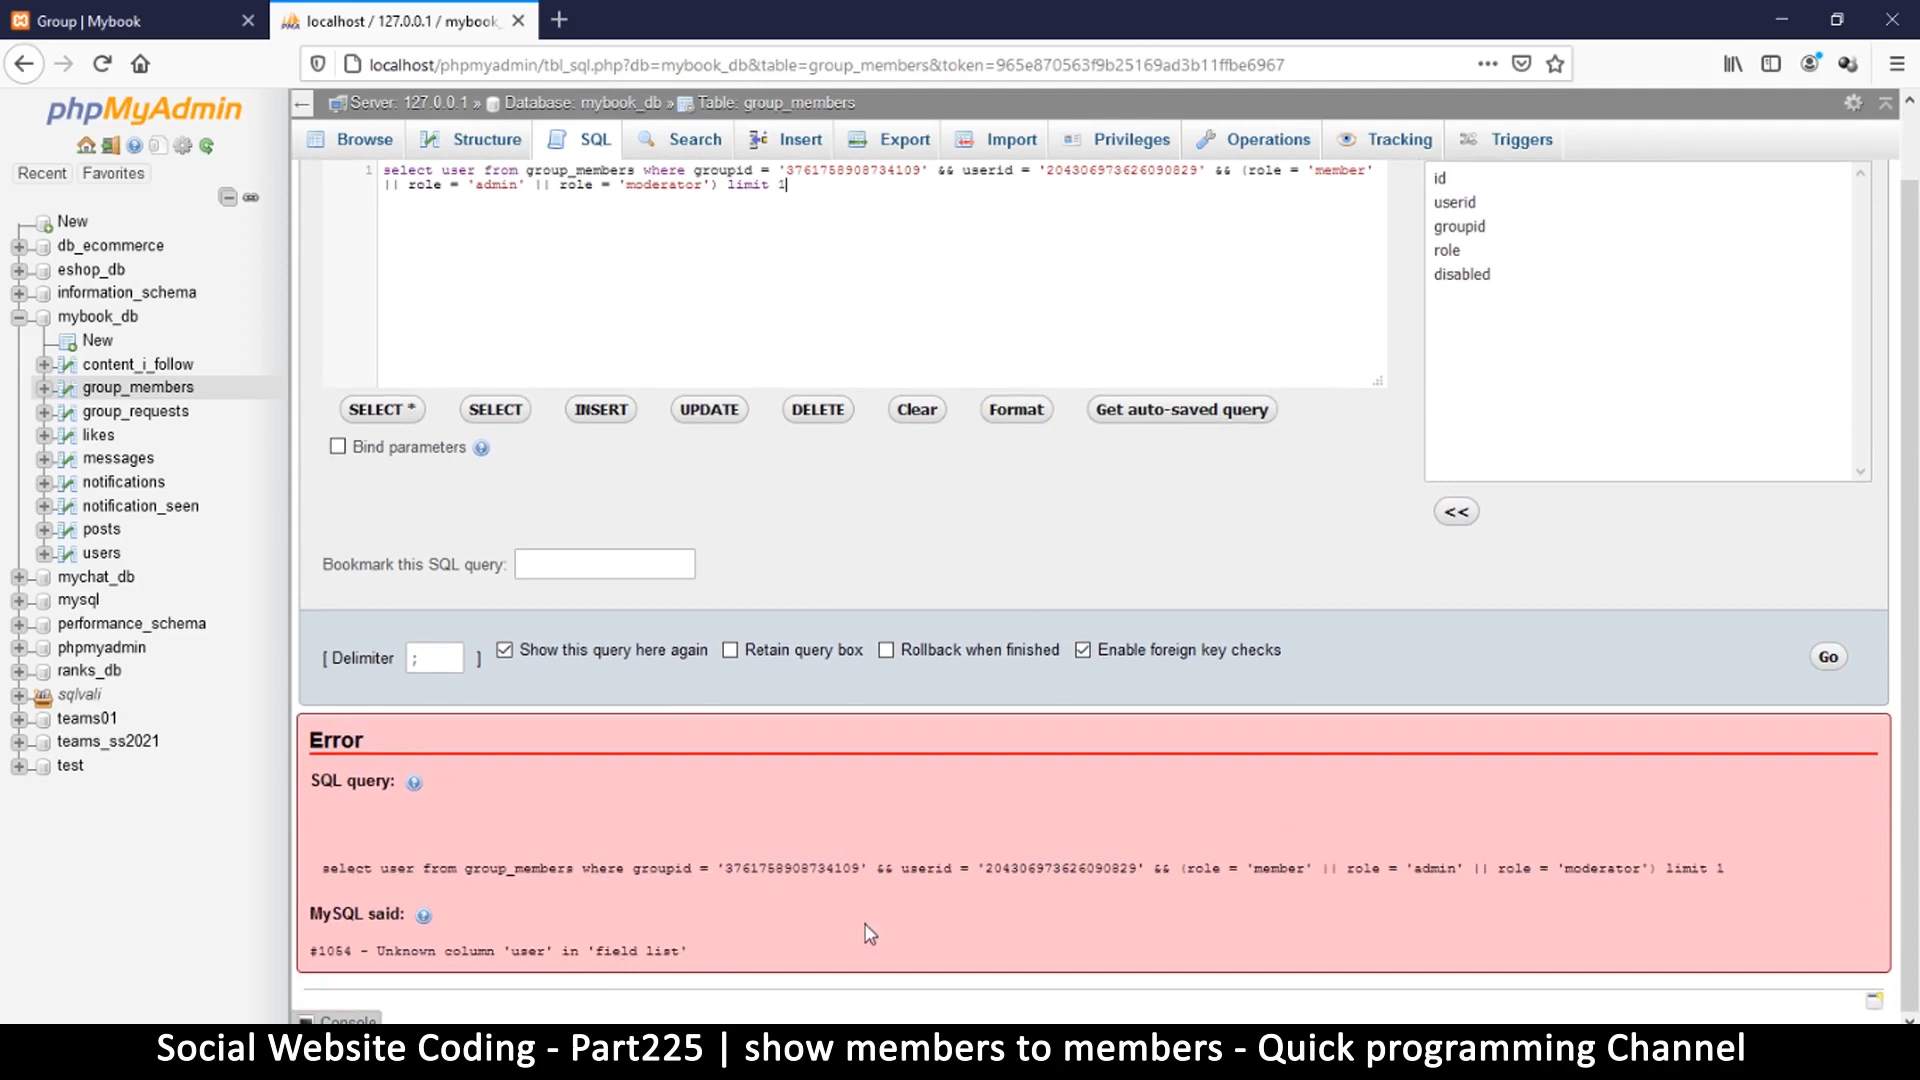 Group | Mybook
localhost / 127.0.0.1 / mybook_
localhost/phpmyadmin/tbl_sql.php?db=mybook_db&table=group_members&token=965e870563f9b25169ad3b11ffbe6967
phpMyAdmin
Recent Favorites
New
db_ecommerce
eshop_db
information_schema
mybook_db
New
content_i_follow
group_members
group_requests
likes
messages
notifications
notification_seen
posts
users
mychat_db
mysql
performance_schema
phpmyadmin
ranks_db
sqlvali
teams01
teams_ss2021
test
Server: 127.0.0.1 » Database: mybook_db » Table: group_members
Browse Structure SQL Search Insert Export Import Privileges Operations Tracking Triggers
1 select user from group_members where groupid = '3761758908734109' && userid = '204306973626090829' && (role = 'member'
|| role = 'admin' || role = 'moderator') limit 1
id
userid
groupid
role
disabled
SELECT * SELECT INSERT UPDATE DELETE Clear Format Get auto-saved query
Bind parameters
<<
Bookmark this SQL query:
[ Delimiter ; ] Show this query here again Retain query box Rollback when finished Enable foreign key checks Go
Error
SQL query:
select user from group_members where groupid = '3761758908734109' && userid = '204306973626090829' && (role = 'member' || role = 'admin' || role = 'moderator') limit 1
MySQL said:
#1054 - Unknown column 'user' in 'field list'
Console
Social Website Coding - Part225 | show members to members - Quick programming Channel